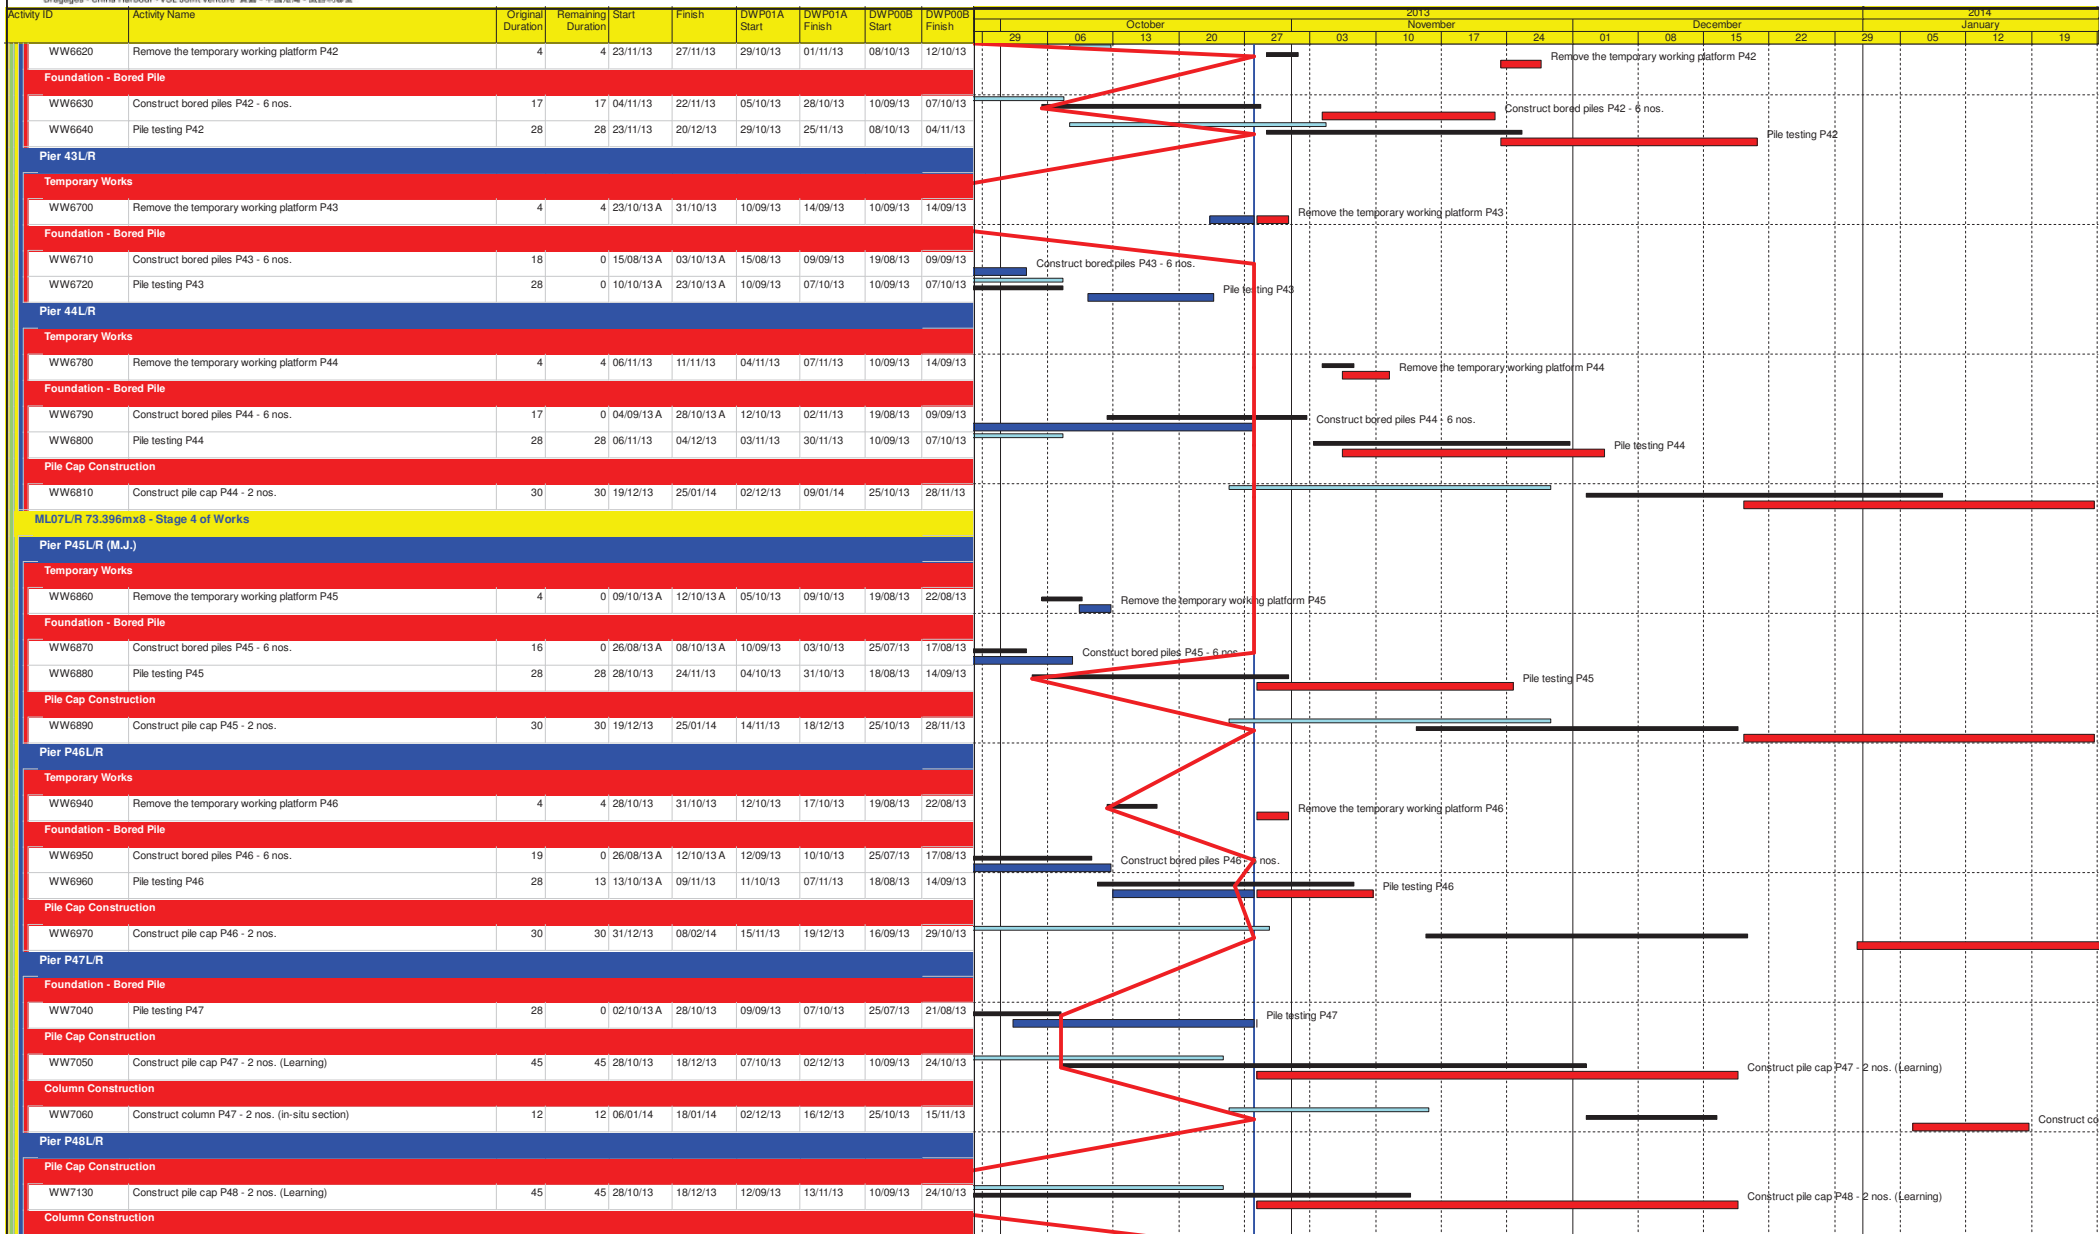 Activity ID Activity Name Original Duration Remaining Duration Start Finish DWP01A Start DWP01A Finish DWP00B Start DWP00B Finish
2013 2014
October November December January
29 06 13 20 27 03 10 17 24 01 08 15 22 29 05 12 19
WW6620 Remove the temporary working platform P42 4 4 23/11/13 27/11/13 29/10/13 01/11/13 08/10/13 12/10/13 Remove the temporary working platform P42
Foundation - Bored Pile
WW6630 Construct bored piles P42 - 6 nos. 17 17 04/11/13 22/11/13 05/10/13 28/10/13 10/09/13 07/10/13 Construct bored piles P42 - 6 nos.
WW6640 Pile testing P42 28 28 23/11/13 20/12/13 29/10/13 25/11/13 08/10/13 04/11/13 Pile testing P42
Pier 43L/R
Temporary Works
WW6700 Remove the temporary working platform P43 4 4 23/10/13 A 31/10/13 10/09/13 14/09/13 10/09/13 14/09/13 Remove the temporary working platform P43
Foundation - Bored Pile
WW6710 Construct bored piles P43 - 6 nos. 18 0 15/08/13 A 03/10/13 A 15/08/13 09/09/13 19/08/13 09/09/13 Construct bored piles P43 - 6 nos.
WW6720 Pile testing P43 28 0 10/10/13 A 23/10/13 A 10/09/13 07/10/13 10/09/13 07/10/13 Pile testing P43
Pier 44L/R
Temporary Works
WW6780 Remove the temporary working platform P44 4 4 06/11/13 11/11/13 04/11/13 07/11/13 10/09/13 14/09/13 Remove the temporary working platform P44
Foundation - Bored Pile
WW6790 Construct bored piles P44 - 6 nos. 17 0 04/09/13 A 28/10/13 A 12/10/13 02/11/13 19/08/13 09/09/13 Construct bored piles P44 - 6 nos.
WW6800 Pile testing P44 28 28 06/11/13 04/12/13 03/11/13 30/11/13 10/09/13 07/10/13 Pile testing P44
Pile Cap Construction
WW6810 Construct pile cap P44 - 2 nos. 30 30 19/12/13 25/01/14 02/12/13 09/01/14 25/10/13 28/11/13
ML07L/R 73.396mx8 - Stage 4 of Works
Pier P45L/R (M.J.)
Temporary Works
WW6860 Remove the temporary working platform P45 4 0 09/10/13 A 12/10/13 A 05/10/13 09/10/13 19/08/13 22/08/13 Remove the temporary working platform P45
Foundation - Bored Pile
WW6870 Construct bored piles P45 - 6 nos. 16 0 26/08/13 A 08/10/13 A 10/09/13 03/10/13 25/07/13 17/08/13 Construct bored piles P45 - 6 nos.
WW6880 Pile testing P45 28 28 28/10/13 24/11/13 04/10/13 31/10/13 18/08/13 14/09/13 Pile testing P45
Pile Cap Construction
WW6890 Construct pile cap P45 - 2 nos. 30 30 19/12/13 25/01/14 14/11/13 18/12/13 25/10/13 28/11/13
Pier P46L/R
Temporary Works
WW6940 Remove the temporary working platform P46 4 4 28/10/13 31/10/13 12/10/13 17/10/13 19/08/13 22/08/13 Remove the temporary working platform P46
Foundation - Bored Pile
WW6950 Construct bored piles P46 - 6 nos. 19 0 26/08/13 A 12/10/13 A 12/09/13 10/10/13 25/07/13 17/08/13 Construct bored piles P46 - 6 nos.
WW6960 Pile testing P46 28 13 13/10/13 A 09/11/13 11/10/13 07/11/13 18/08/13 14/09/13 Pile testing P46
Pile Cap Construction
WW6970 Construct pile cap P46 - 2 nos. 30 30 31/12/13 08/02/14 15/11/13 19/12/13 16/09/13 29/10/13
Pier P47L/R
Foundation - Bored Pile
WW7040 Pile testing P47 28 0 02/10/13 A 28/10/13 09/09/13 07/10/13 25/07/13 21/08/13 Pile testing P47
Pile Cap Construction
WW7050 Construct pile cap P47 - 2 nos. (Learning) 45 45 28/10/13 18/12/13 07/10/13 02/12/13 10/09/13 24/10/13 Construct pile cap P47 - 2 nos. (Learning)
Column Construction
WW7060 Construct column P47 - 2 nos. (in-situ section) 12 12 06/01/14 18/01/14 02/12/13 16/12/13 25/10/13 15/11/13 Construct co
Pier P48L/R
Pile Cap Construction
WW7130 Construct pile cap P48 - 2 nos. (Learning) 45 45 28/10/13 18/12/13 12/09/13 13/11/13 10/09/13 24/10/13 Construct pile cap P48 - 2 nos. (Learning)
Column Construction